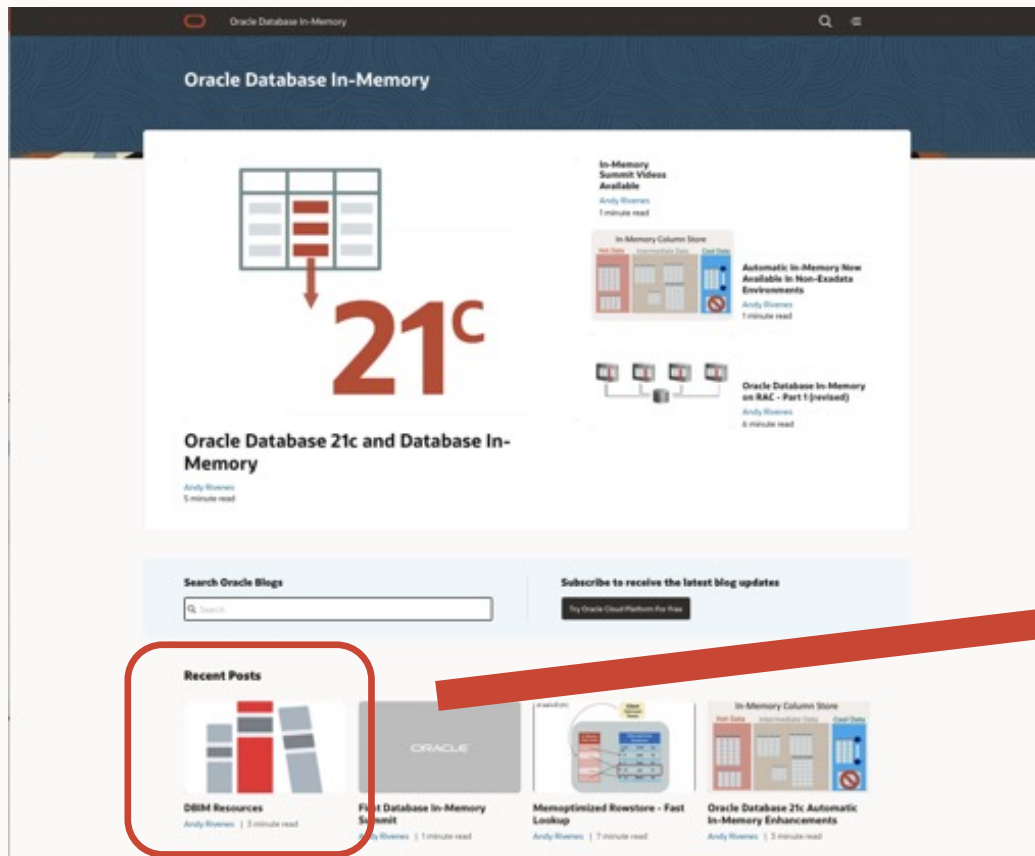 Oracle Database In-Memory
Oracle Database In-Memory
21c
Oracle Database 21c and Database In-
Memory
Andy Rivenes
5 minute read
In-Memory
Summit Videos
Available
Andy Rivenes
1 minute read
In-Memory Column Store
Hot Data Intermediate Data Cool Data
Automatic In-Memory Now
Available In Non-Exadata
Environments
Andy Rivenes
1 minute read
Oracle Database In-Memory
on RAC - Part 1 (revised)
Andy Rivenes
6 minute read
Search Oracle Blogs
Search
Subscribe to receive the latest blog updates
Try Oracle Cloud Platform For Free
Recent Posts
DBIM Resources
Andy Rivenes | 3 minute read
ORACLE
First Database In-Memory
Summit
Andy Rivenes | 1 minute read
Memoptimized Rowstore - Fast
Lookup
Andy Rivenes | 7 minute read
In-Memory Column Store
Hot Data Intermediate Data Cool Data
Oracle Database 21c Automatic
In-Memory Enhancements
Andy Rivenes | 3 minute read